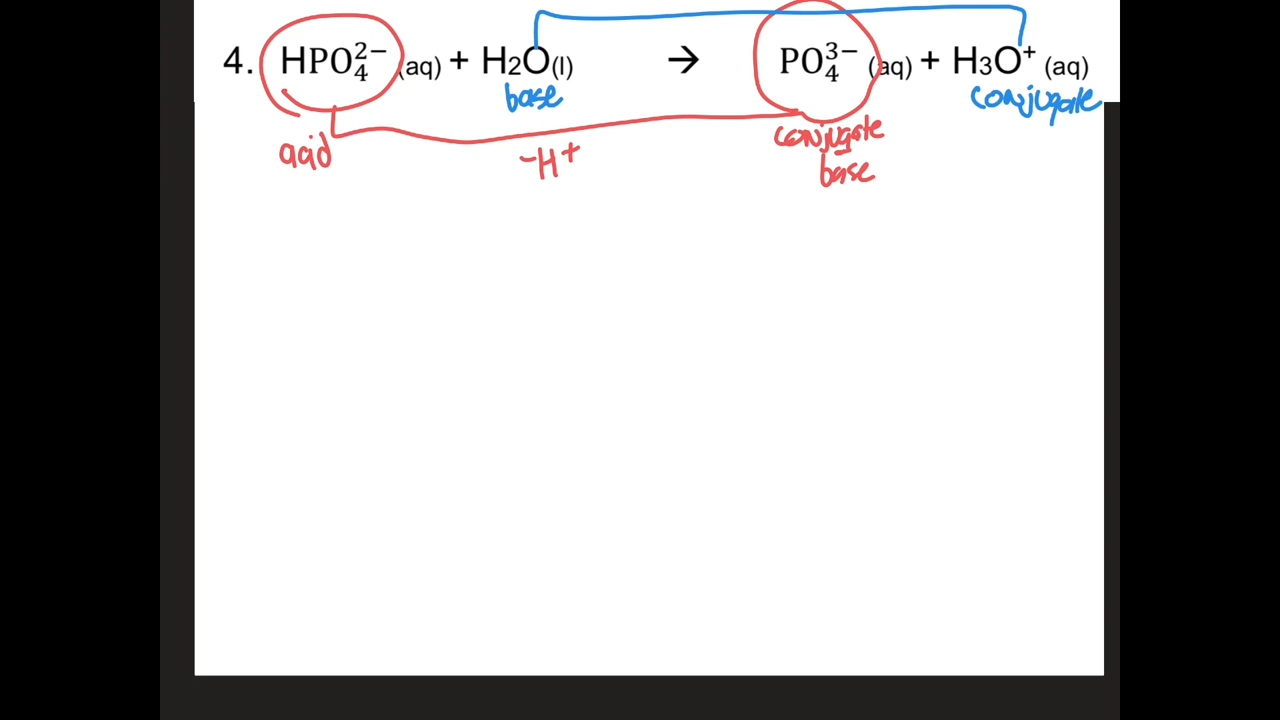 4. HPO₄²⁻ (aq) + H2O(l) → PO₄³⁻ (aq) + H3O⁺ (aq)
base conjugate
acid -H⁺ conjugate
base